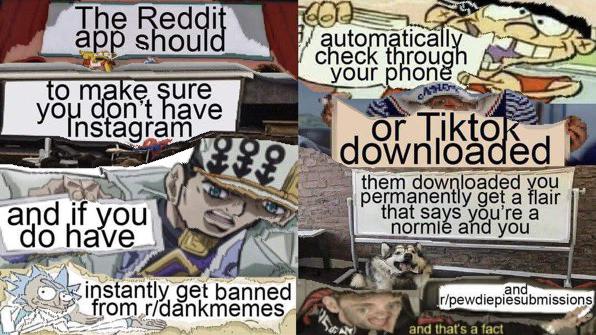 The Reddit
app should
automatically
check through
your phone
to make sure
you don't have
Instagram
or Tiktok
downloaded
and if you
do have
them downloaded you
permanently get a flair
that says you're a
normie and you
instantly get banned
from r/dankmemes
and
r/pewdiepiesubmissions
and that's a fact